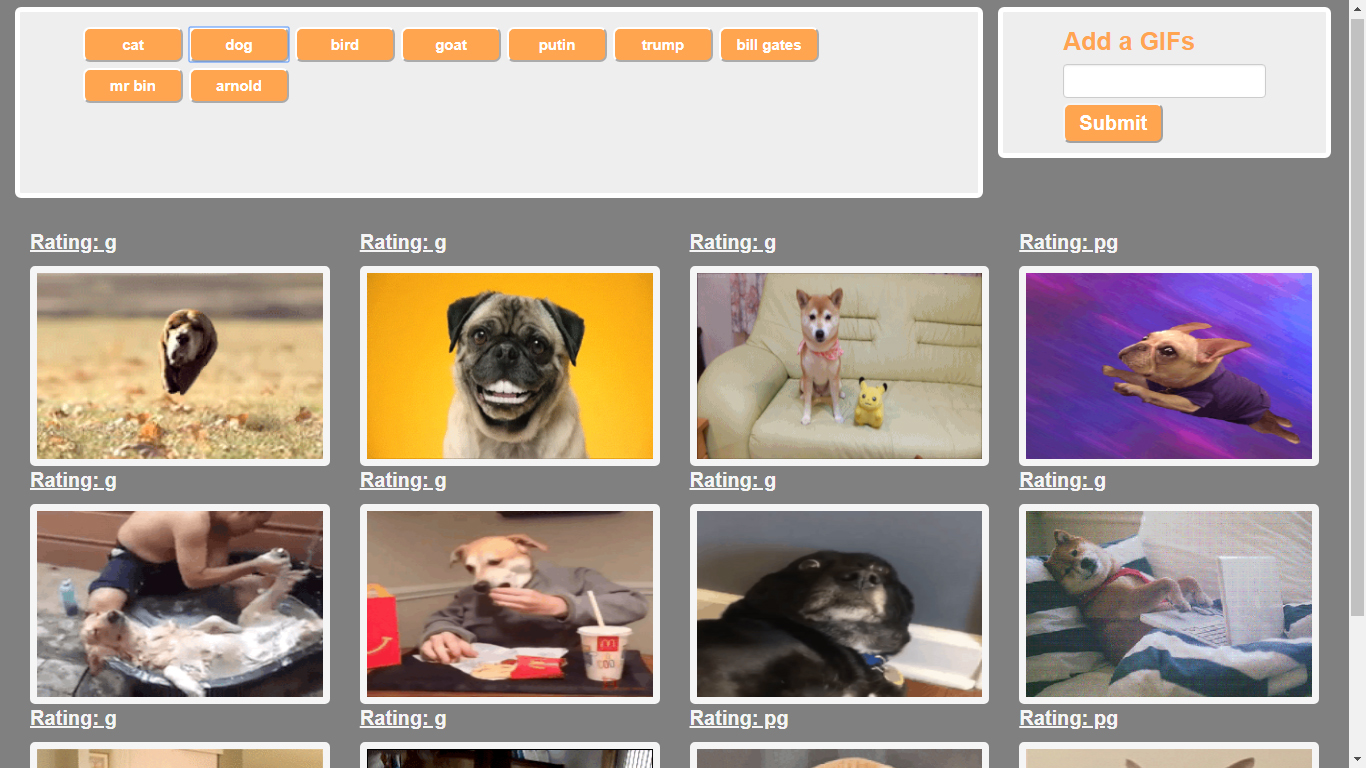 cat dog bird goat putin trump bill gates
mr bin arnold
Add a GIFs
Submit
Rating: g Rating: g Rating: g Rating: pg
Rating: g Rating: g Rating: g Rating: g
Rating: g Rating: g Rating: pg Rating: pg